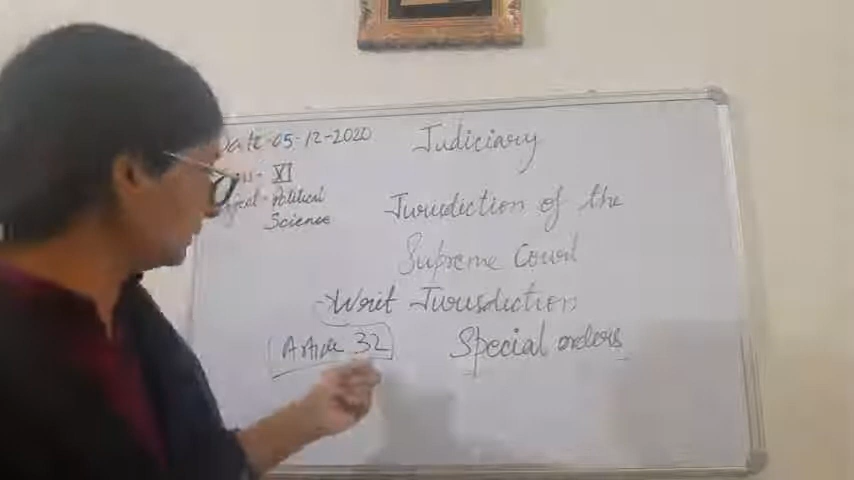 Date-05-12-2020
XI
Political
Science
Judiciary
Jurisdiction of the
Supreme Court
Writ Jurisdiction
Article 32
Special orders